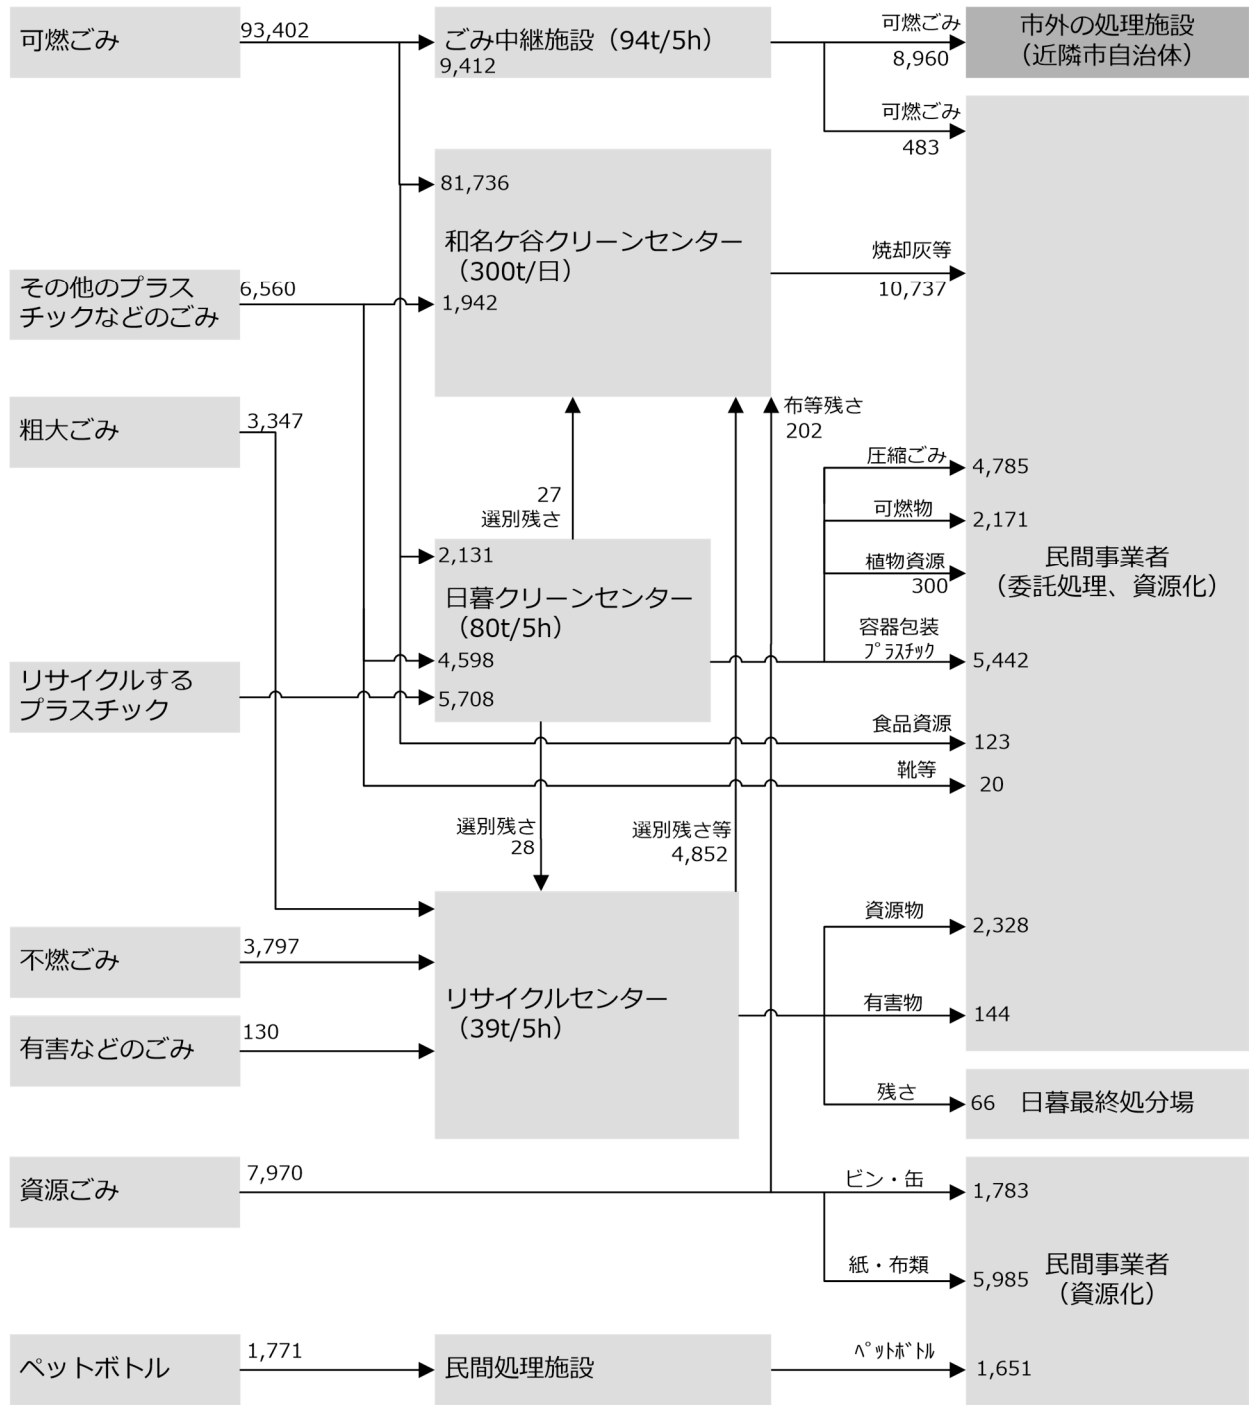 可燃ごみ
93,402
ごみ中継施設（94t/5h）
9,412
可燃ごみ
8,960
市外の処理施設
（近隣市自治体）
可燃ごみ
483
81,736
和名ケ谷クリーンセンター
（300t/日）
1,942
焼却灰等
10,737
その他のプラス
チックなどのごみ
6,560
粗大ごみ
3,347
布等残さ
202
27
選別残さ
圧縮ごみ
4,785
可燃物
2,171
植物資源
300
容器包装
ﾌﾟﾗｽﾁｯｸ
5,442
民間事業者
（委託処理、資源化）
2,131
日暮クリーンセンター
（80t/5h）
4,598
5,708
リサイクルする
プラスチック
食品資源
123
靴等
20
選別残さ
28
選別残さ等
4,852
資源物
2,328
有害物
144
不燃ごみ
3,797
リサイクルセンター
（39t/5h）
有害などのごみ
130
残さ
66
日暮最終処分場
資源ごみ
7,970
ビン・缶
1,783
紙・布類
5,985
民間事業者
（資源化）
ペットボトル
1,771
民間処理施設
ﾍﾟｯﾄﾎﾞﾄﾙ
1,651